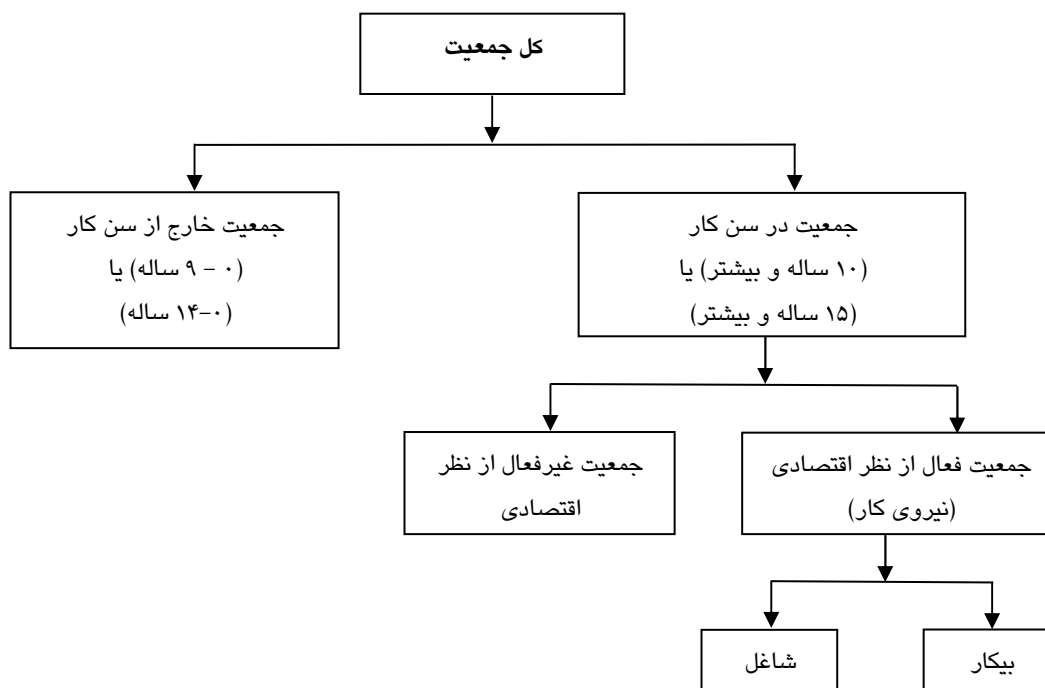 کل جمعیت
جمعیت در سن کار
(۱۰ ساله و بیشتر) یا
(۱۵ ساله و بیشتر)
جمعیت خارج از سن کار
(۰ - ۹ ساله) یا
(۰-۱۴ ساله)
جمعیت فعال از نظر اقتصادی
(نیروی کار)
جمعیت غیرفعال از نظر
اقتصادی
بیکار
شاغل